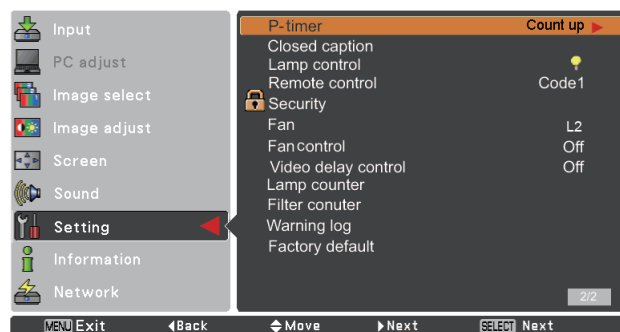 Input
PC adjust
Image select
Image adjust
Screen
Sound
Setting
Information
Network
P-timer Count up
Closed caption
Lamp control
Remote control Code1
Security
Fan L2
Fan control Off
Video delay control Off
Lamp counter
Filter conuter
Warning log
Factory default
2/2
MENU Exit Back Move Next SELECT Next